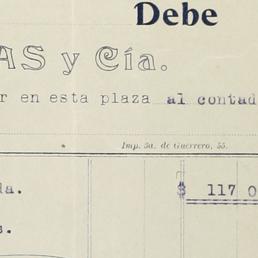 Debe
AS y Cía.
r en esta plaza al contad
Imp. 3a. de Guerrero, 55.
da.
$ 117 0
s.